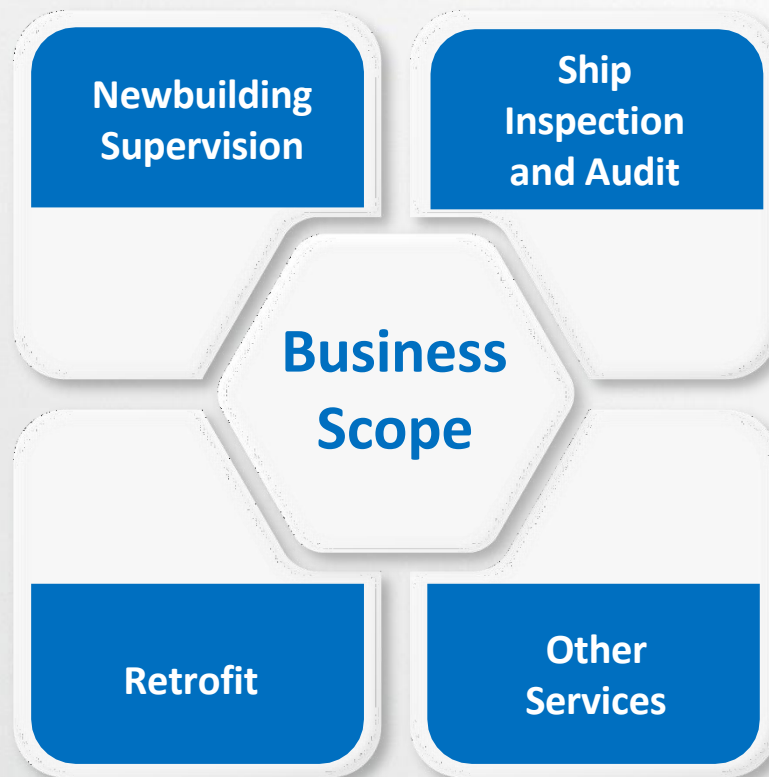 Newbuilding
Supervision
Ship
Inspection
and Audit
Business
Scope
Retrofit
Other
Services